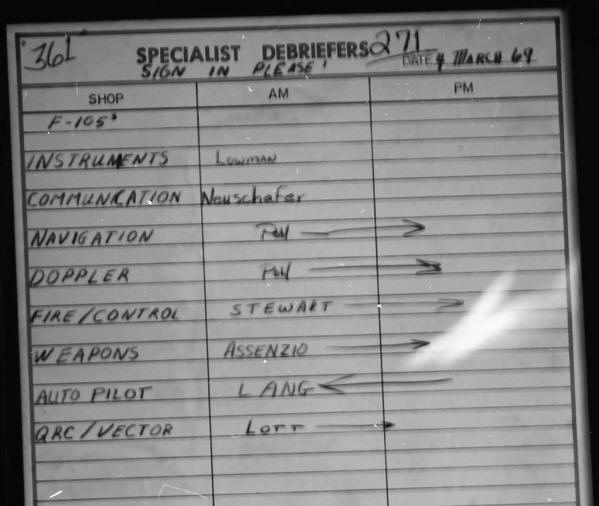 "361" SPECIALIST DEBRIEFERS 271
SIGN IN PLEASE! DATE 4 MARCH 69
SHOP AM PM
F-105s
INSTRUMENTS Lowman
COMMUNICATION Neuschafer
NAVIGATION
DOPPLER
FIRE/CONTROL STEWART
WEAPONS ASSENZIO
AUTO PILOT LANG
QRC/VECTOR